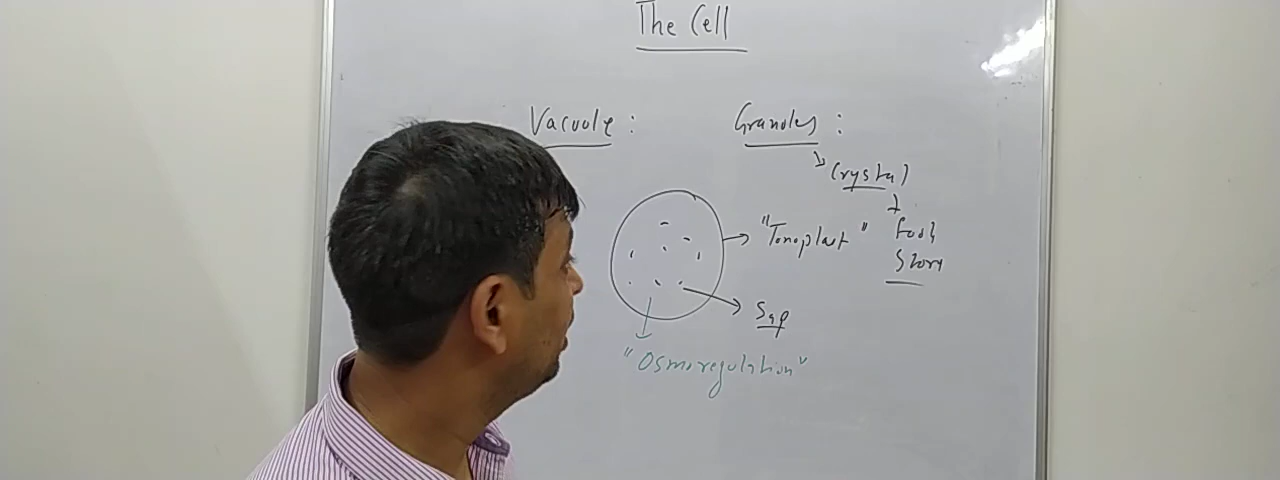 The Cell
Vacuole :
Granules :
Crystal
"Tonoplast"
Food
Store
Sap
"Osmoregulation"